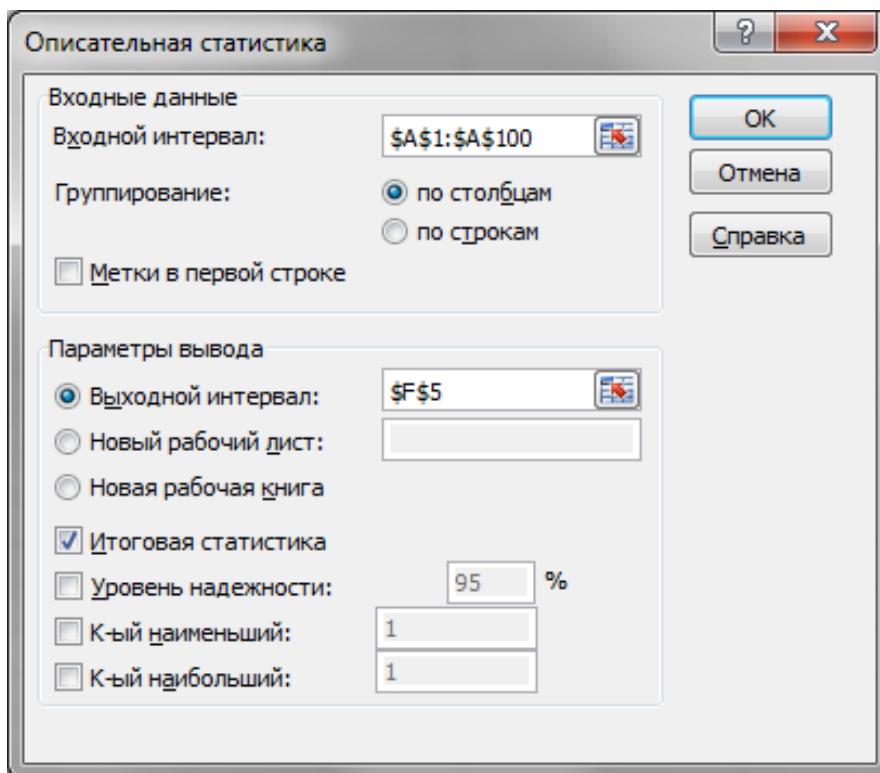 Описательная статистика
?
X
Входные данные
Входной интервал:
$A$1:$A$100
OK
Отмена
Справка
Группирование:
по столбцам
по строкам
Метки в первой строке
Параметры вывода
Выходной интервал:
$F$5
Новый рабочий лист:
Новая рабочая книга
Итоговая статистика
Уровень надежности:
95
%
К-ый наименьший:
1
К-ый наибольший:
1